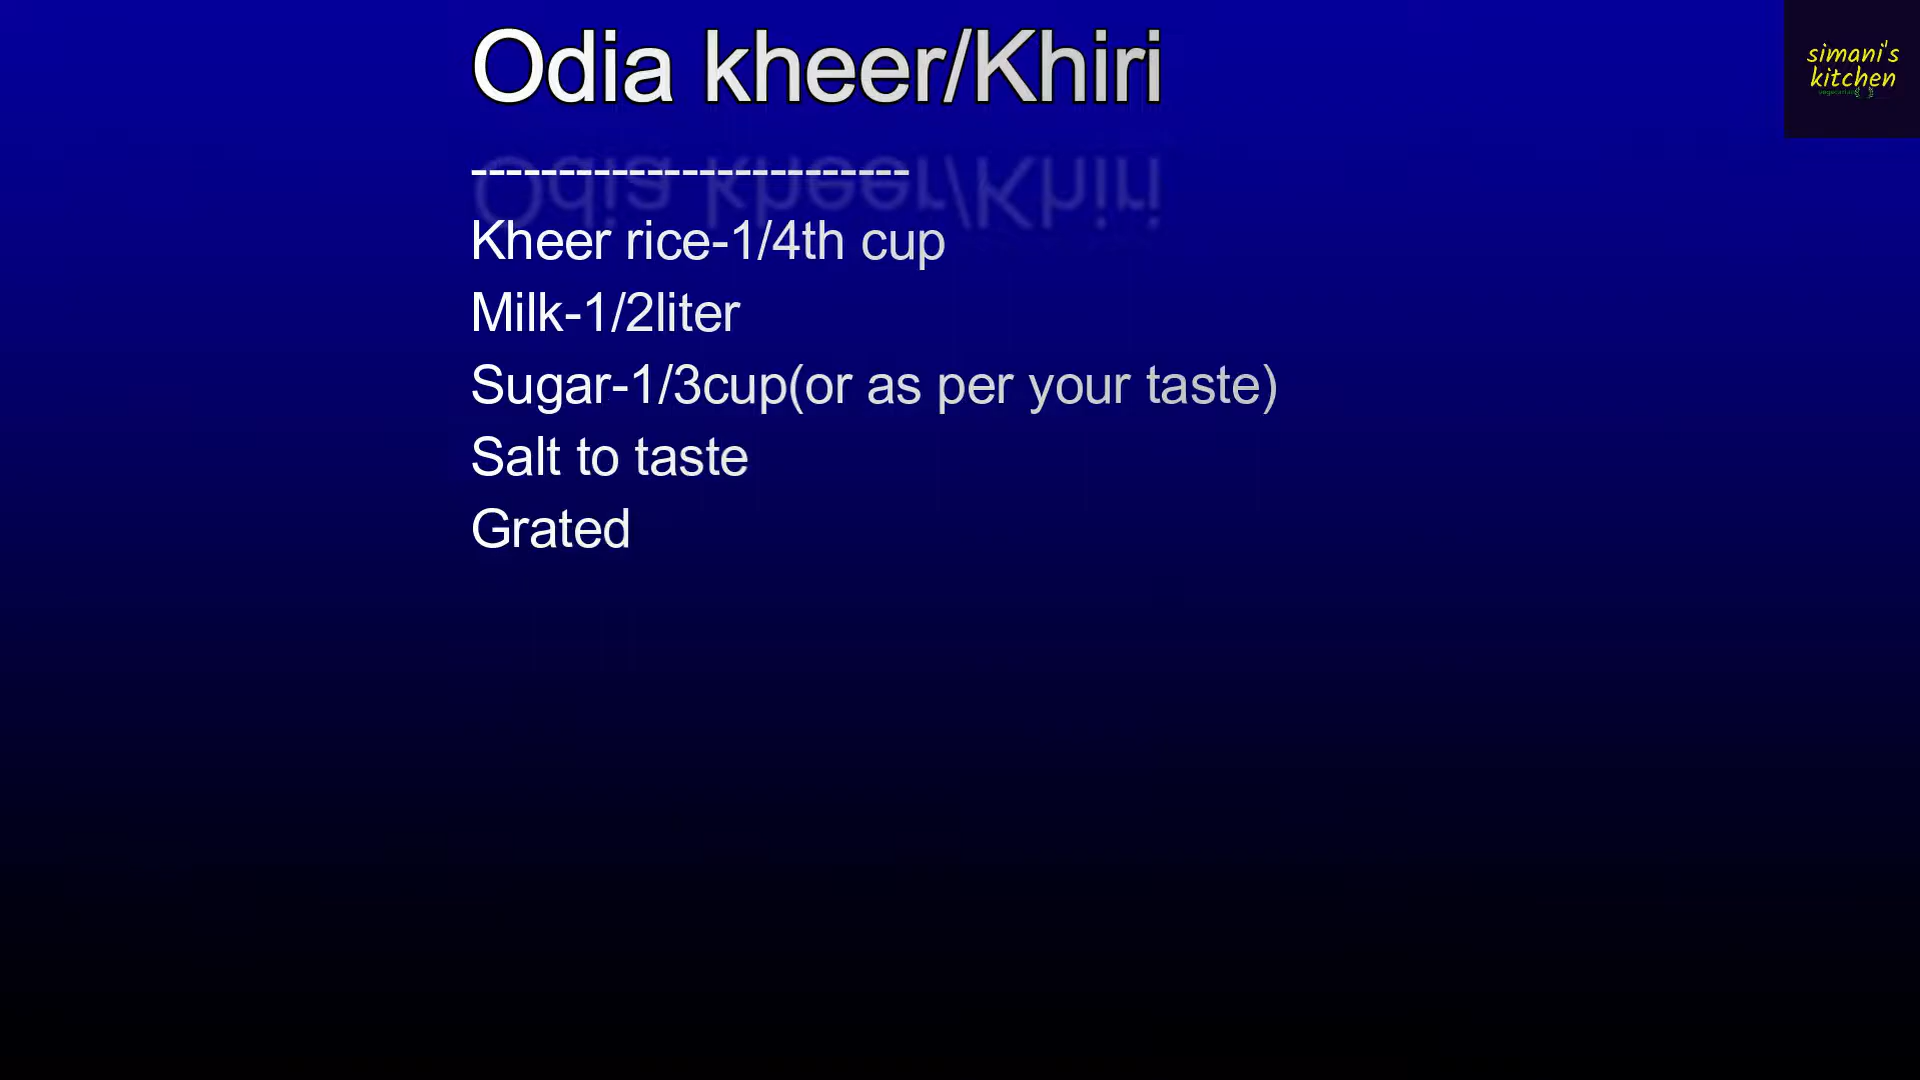 Odia kheer/Khiri
-------------------------
Kheer rice-1/4th cup
Milk-1/2liter
Sugar-1/3cup(or as per your taste)
Salt to taste
Grated
simani's
kitchen